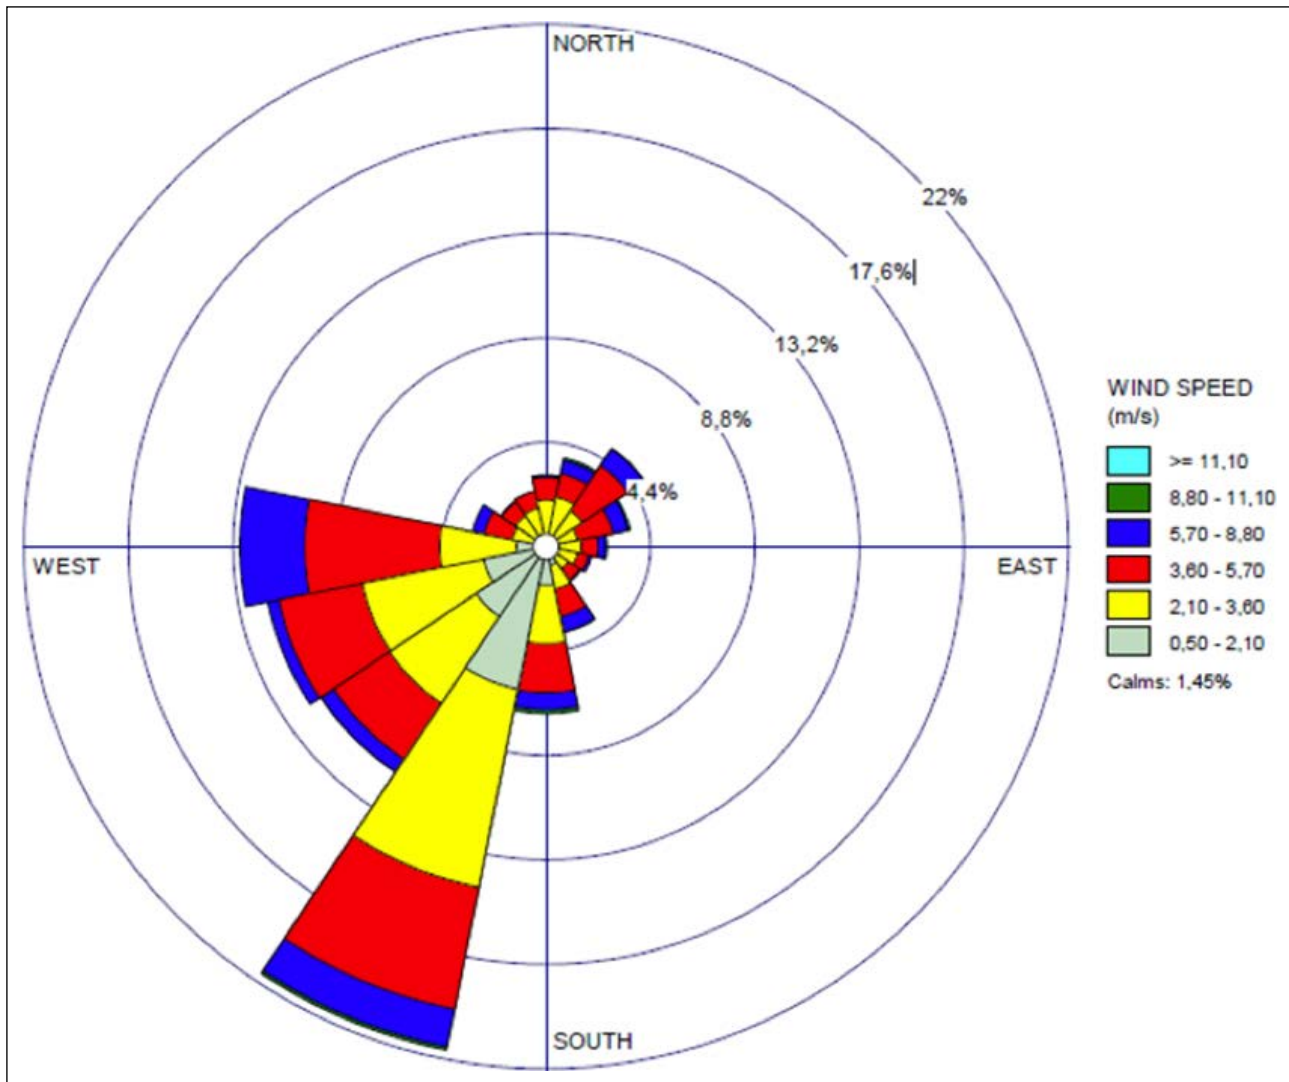 NORTH
22%
17,6%
13,2%
8,8%
4,4%
WEST
EAST
SOUTH
WIND SPEED
(m/s)
>= 11,10
8,80 - 11,10
5,70 - 8,80
3,60 - 5,70
2,10 - 3,60
0,50 - 2,10
Calms: 1,45%